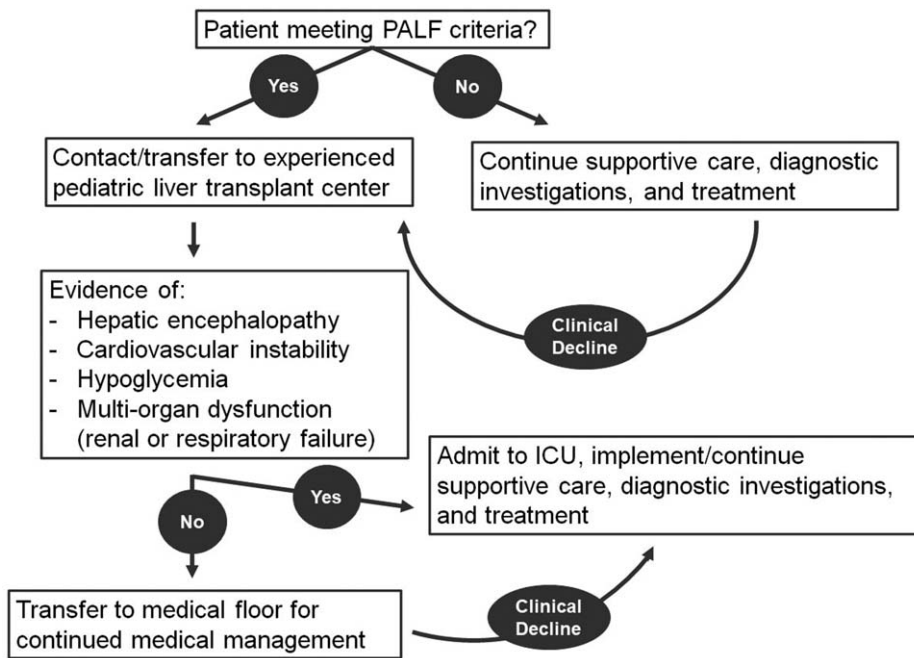 Patient meeting PALF criteria?
Yes
No
Contact/transfer to experienced
pediatric liver transplant center
Continue supportive care, diagnostic
investigations, and treatment
Clinical
Decline
Evidence of:
- Hepatic encephalopathy
- Cardiovascular instability
- Hypoglycemia
- Multi-organ dysfunction
(renal or respiratory failure)
Yes
No
Admit to ICU, implement/continue
supportive care, diagnostic investigations,
and treatment
Transfer to medical floor for
continued medical management
Clinical
Decline